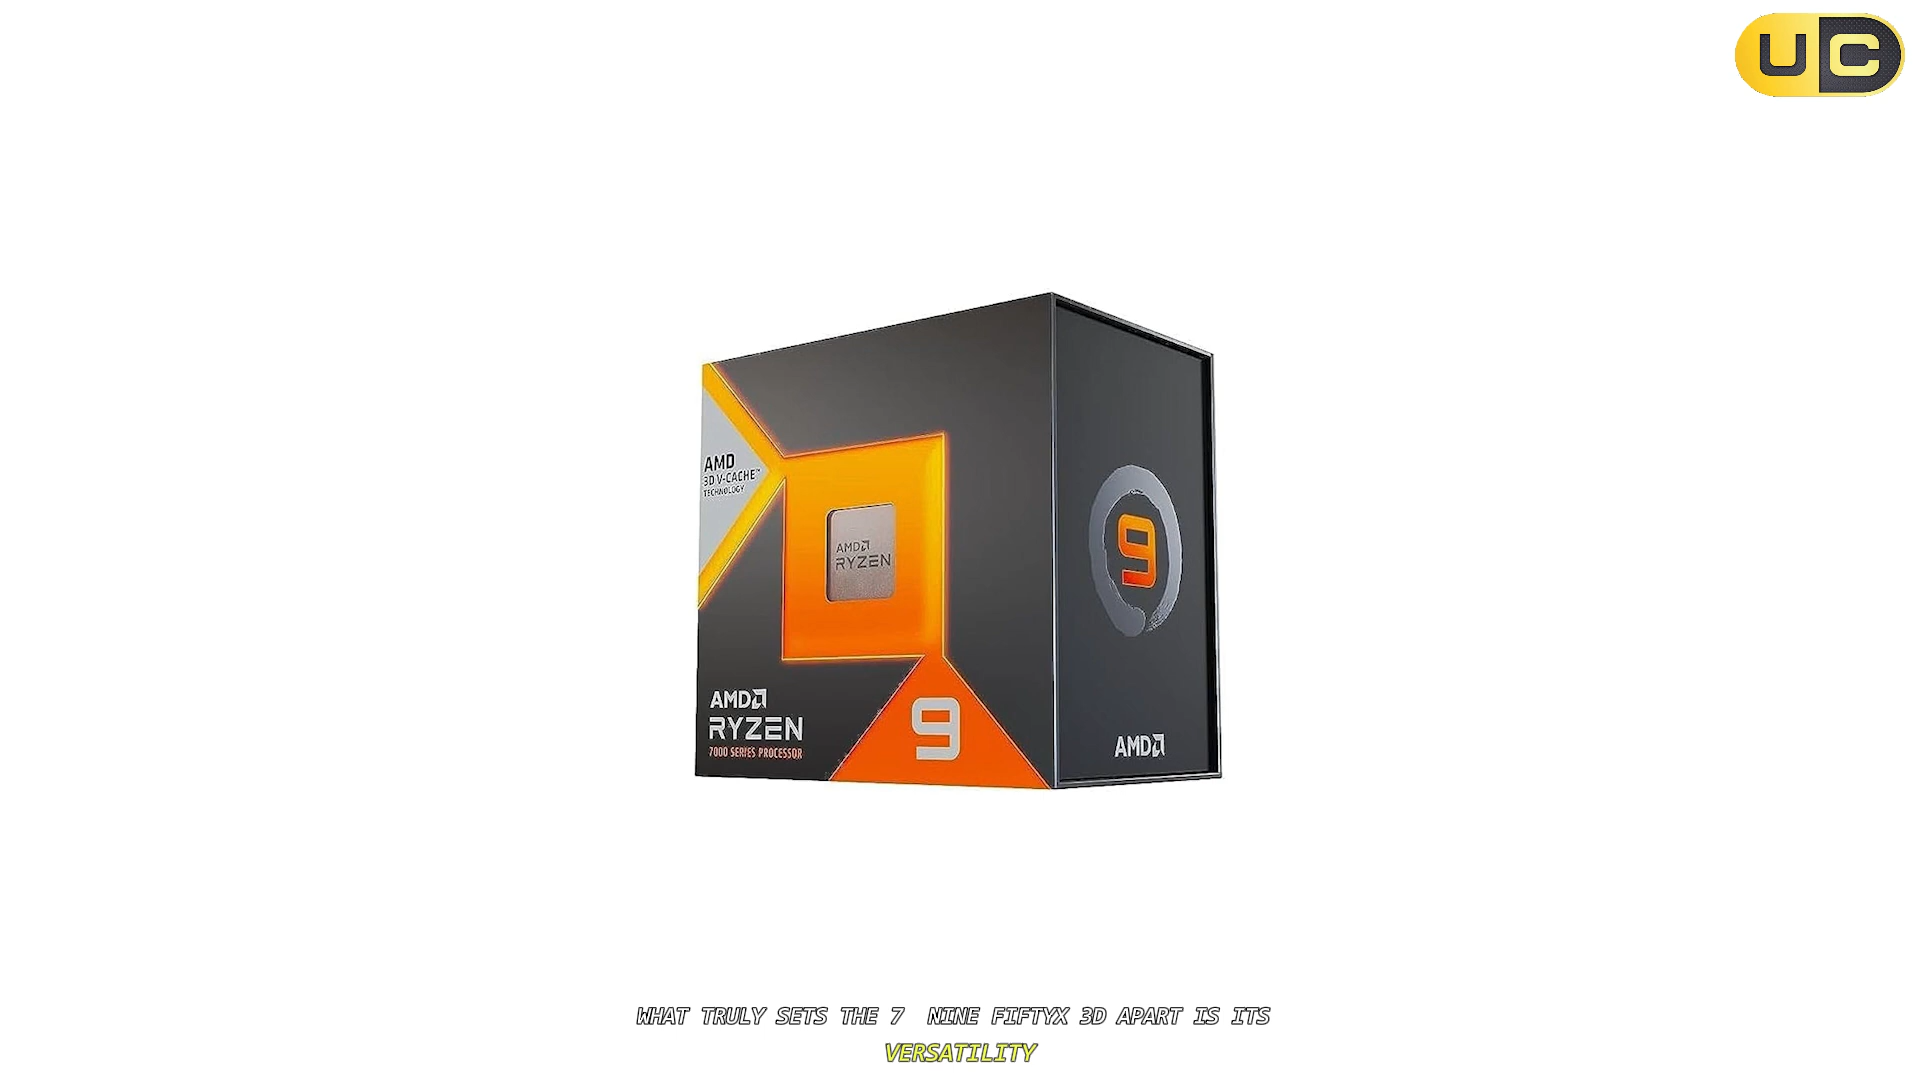 UC
AMD
3D V-CACHE™
TECHNOLOGY
AMD
RYZEN
AMD
RYZEN
7000 SERIES PROCESSOR
9
9
AMD
WHAT TRULY SETS THE 7  NINE FIFTYX 3D APART IS ITS
VERSATILITY